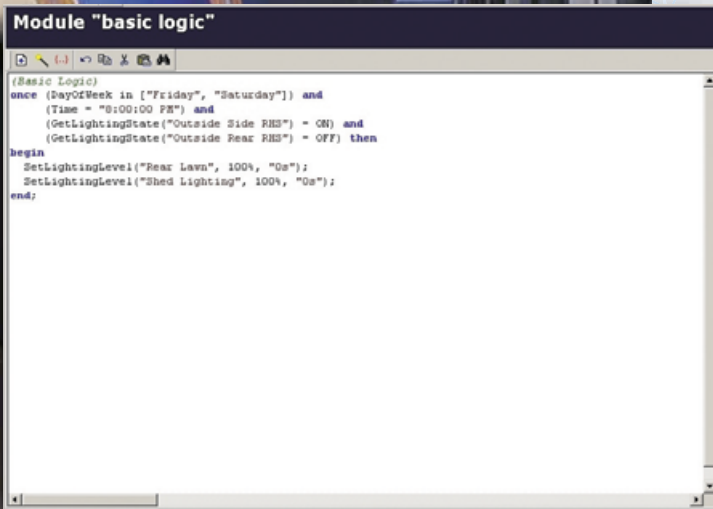 Module "basic logic"
{Basic Logic}
once (DayOfWeek in ["Friday", "Saturday"]) and
(Time = "8:00:00 PM") and
(GetLightingState("Outside Side RHS") = ON) and
(GetLightingState("Outside Rear RHS") = OFF) then
begin
SetLightingLevel("Rear Lawn", 100%, "0s");
SetLightingLevel("Shed Lighting", 100%, "0s");
end;